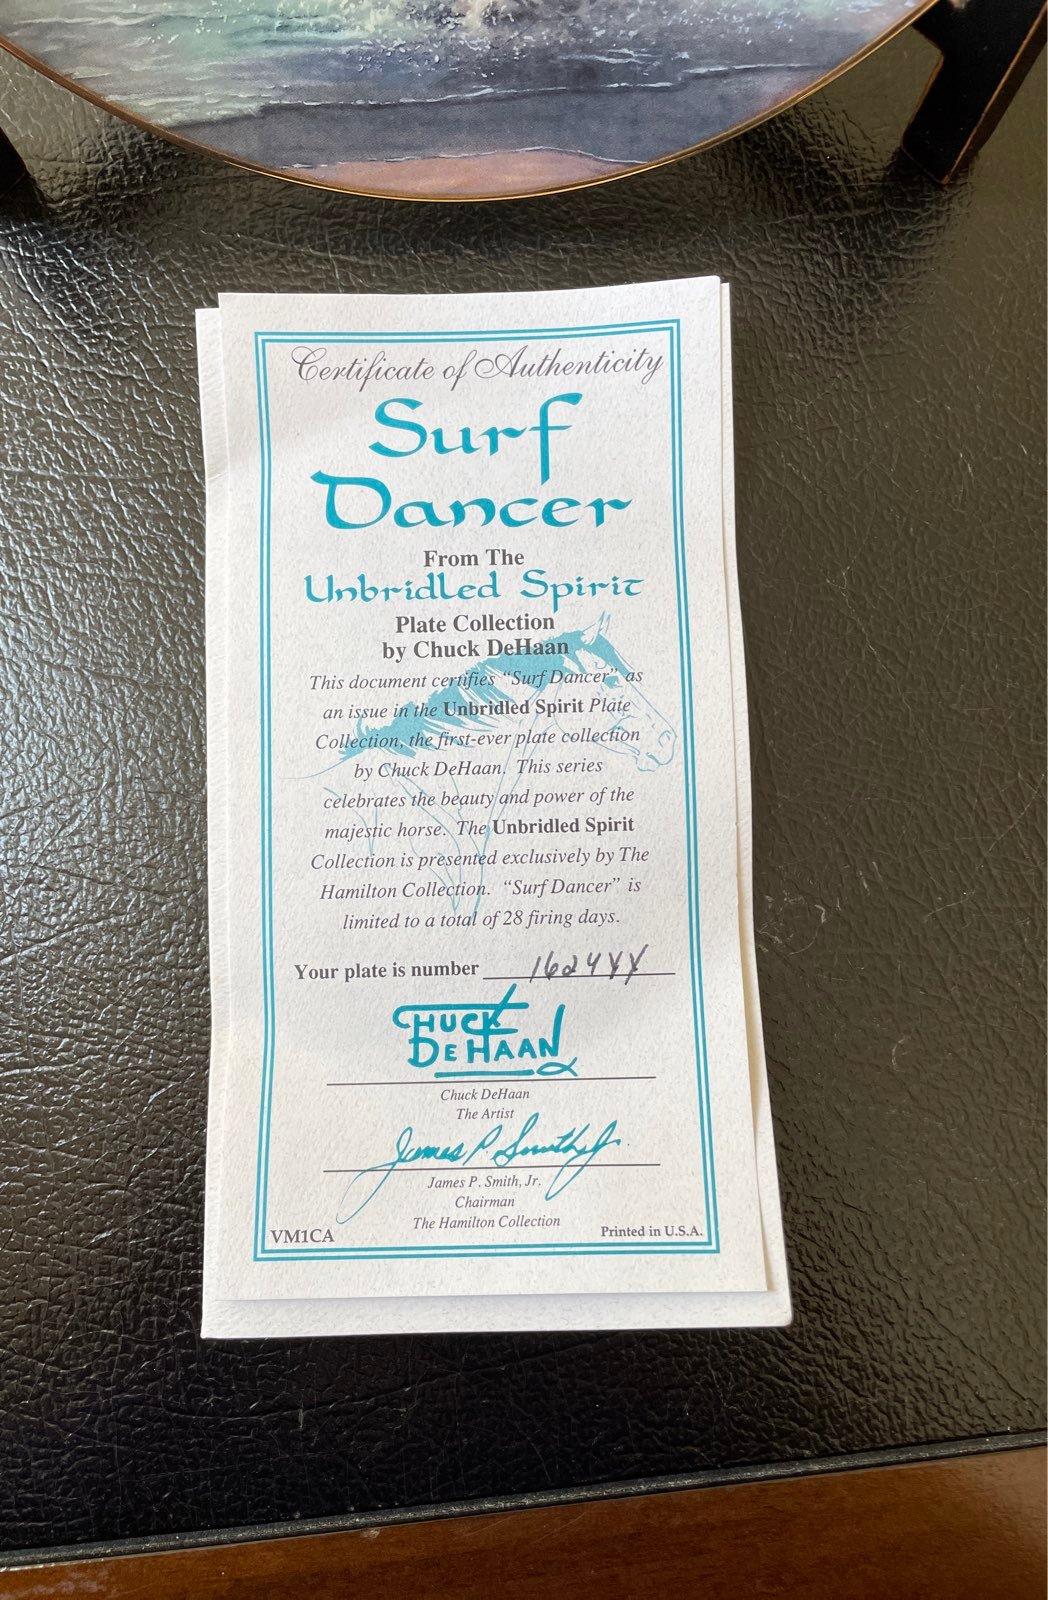 Certificate of Authenticity
Surf
Dancer
From The
Unbridled Spirit
Plate Collection
by Chuck DeHaan
This document certifies “Surf Dancer” as
an issue in the Unbridled Spirit Plate
Collection, the first-ever plate collection
by Chuck DeHaan. This series
celebrates the beauty and power of the
majestic horse. The Unbridled Spirit
Collection is presented exclusively by The
Hamilton Collection. “Surf Dancer” is
limited to a total of 28 firing days.
Your plate is number 1624YY
CHUCK
DEHAAN
Chuck DeHaan
The Artist
James P. Smith Jr.
James P. Smith, Jr.
Chairman
The Hamilton Collection
VM1CA Printed in U.S.A.